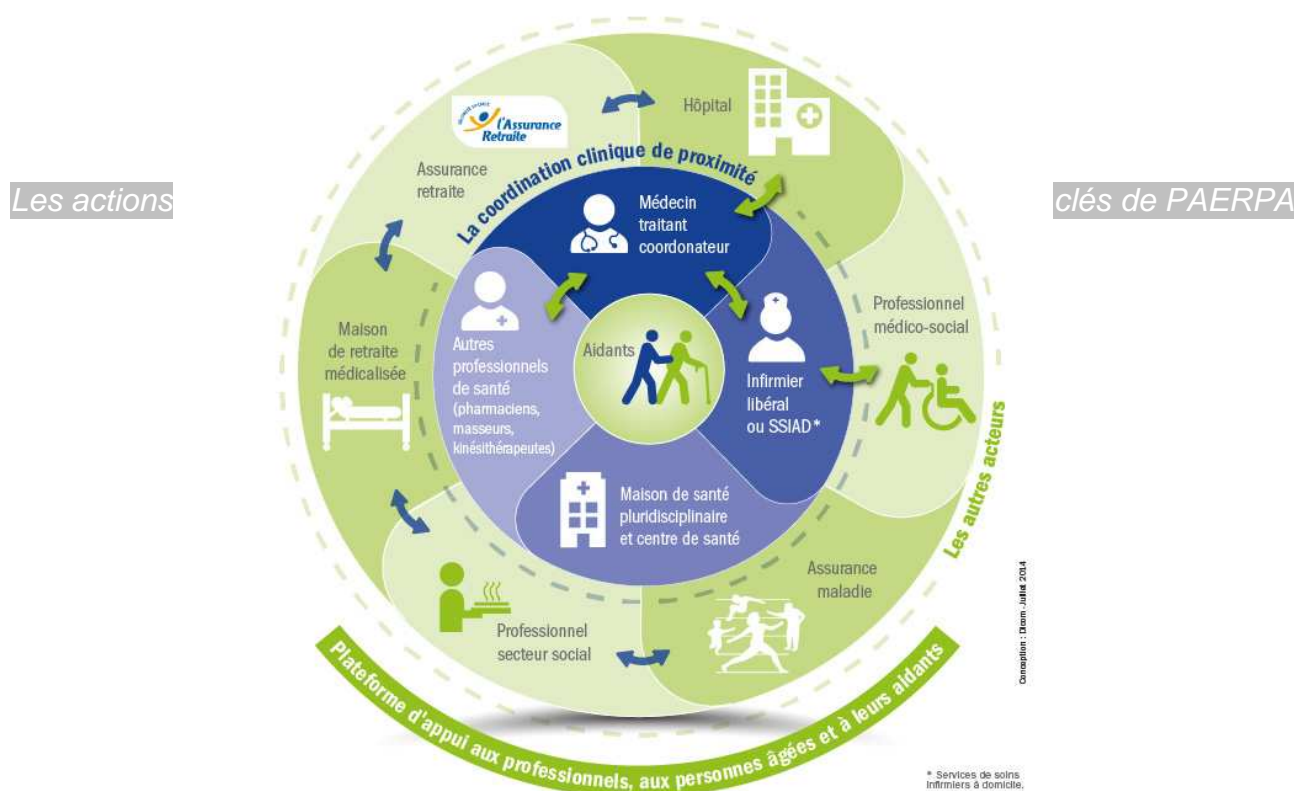 Les actions
clés de PAERPA
l'Assurance
Retraite
Assurance
retraite
Hôpital
La coordination clinique de proximité
Médecin
traitant
coordonateur
Professionnel
médico-social
Maison
de retraite
médicalisée
Autres
professionnels
de santé
(pharmaciens,
masseurs,
kinésithérapeutes)
Aidants
Infirmier
libéral
ou SSIAD*
Maison de santé
pluridisciplinaire
et centre de santé
Les autres acteurs
Assurance
maladie
Professionnel
secteur social
Plateforme d'appui aux professionnels, aux personnes âgées et à leurs aidants
Conception : Dicom - Juillet 2014
* Services de soins
Infirmiers à domicile.